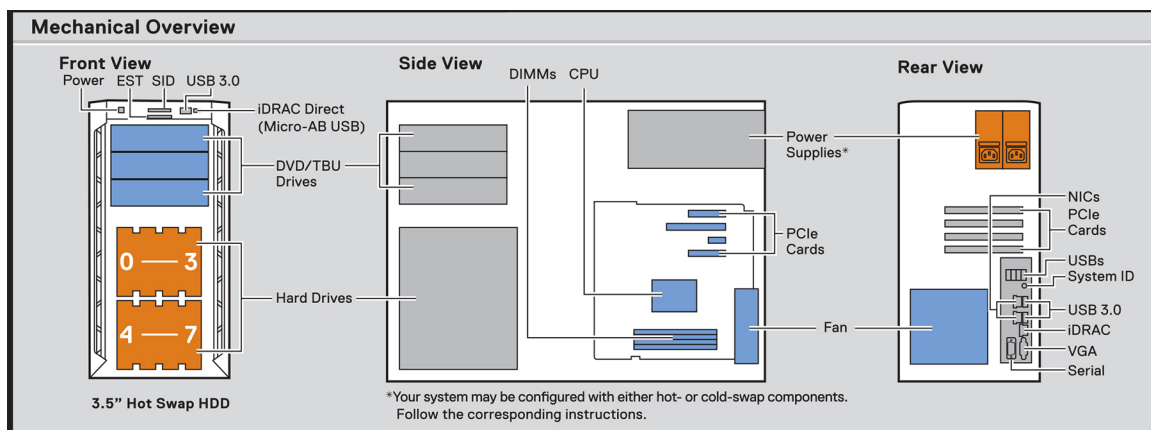 Mechanical Overview
Front View
Power EST SID USB 3.0
iDRAC Direct
(Micro-AB USB)
DVD/TBU
Drives
0 — 3
4 — 7
Hard Drives
3.5” Hot Swap HDD
Side View
DIMMs CPU
Power
Supplies*
PCIe
Cards
Fan
*Your system may be configured with either hot- or cold-swap components.
Follow the corresponding instructions.
Rear View
NICs
PCIe
Cards
USBs
System ID
USB 3.0
iDRAC
VGA
Serial